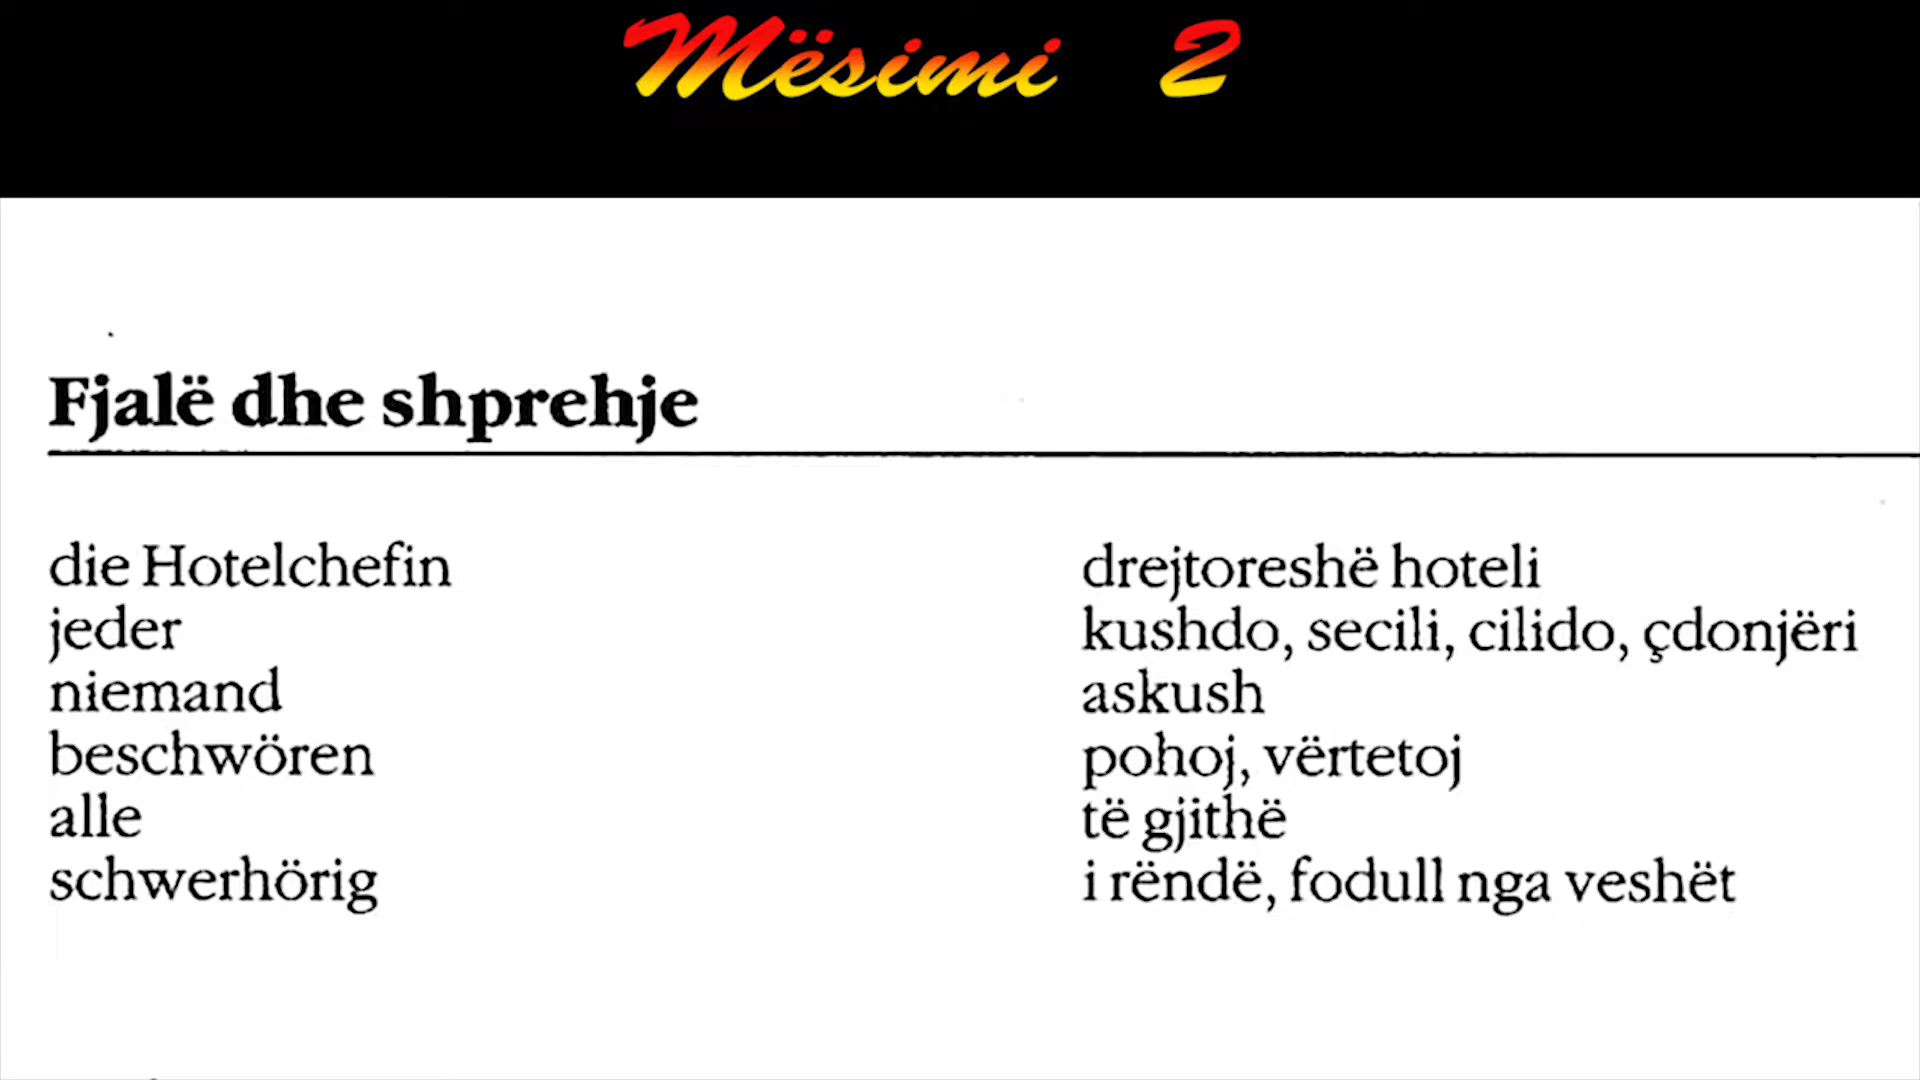 Mësimi 2
Fjalë dhe shprehje
die Hotelchefin drejtoreshë hoteli
jeder kushdo, secili, cilido, çdonjëri
niemand askush
beschwören pohoj, vërtetoj
alle të gjithë
schwerhörig i rëndë, fodull nga veshët